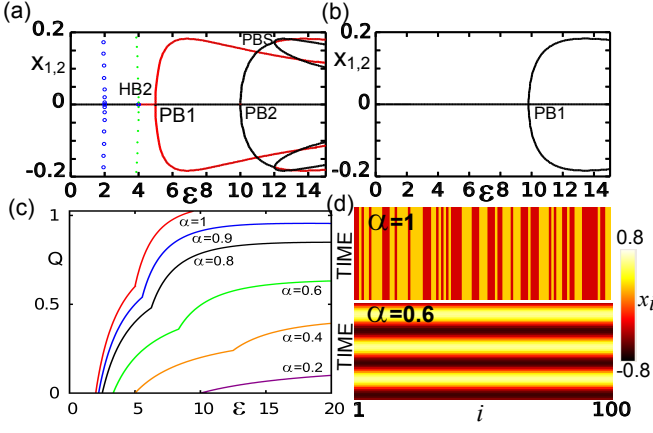 (a)
(b)
0.2
X1,2
0
-0.2
PBS
HB2
PB1
PB2
0 2 4 6 ε 8 10 12 14
0.2
X1,2
0
-0.2
PB1
0 2 4 6 ε 8 10 12 14
(c)
1
Q
0.5
0
α=1
α=0.9
α=0.8
α=0.6
α=0.4
α=0.2
0 5 10 ε 15 20
(d)
α=1
TIME
α=0.6
TIME
1 i 100
0.8
xi
-0.8